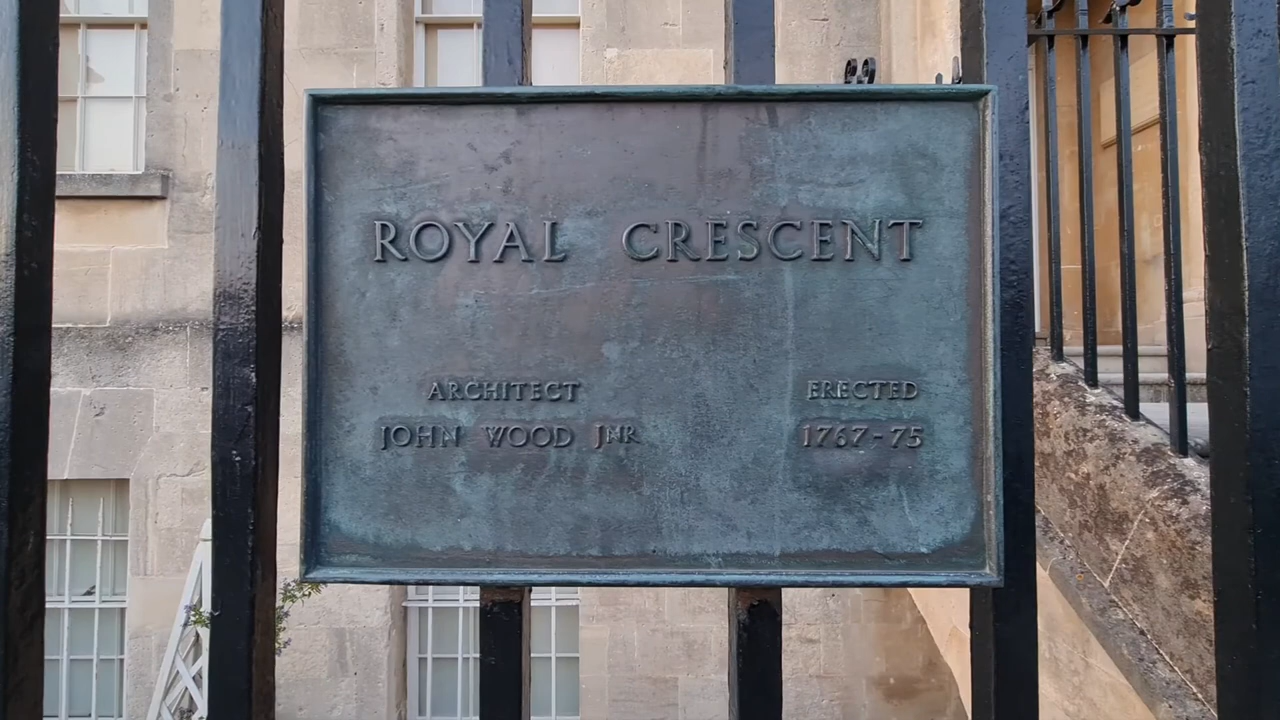 ROYAL CRESCENT
ARCHITECT
JOHN WOOD JNR
ERECTED
1767-75